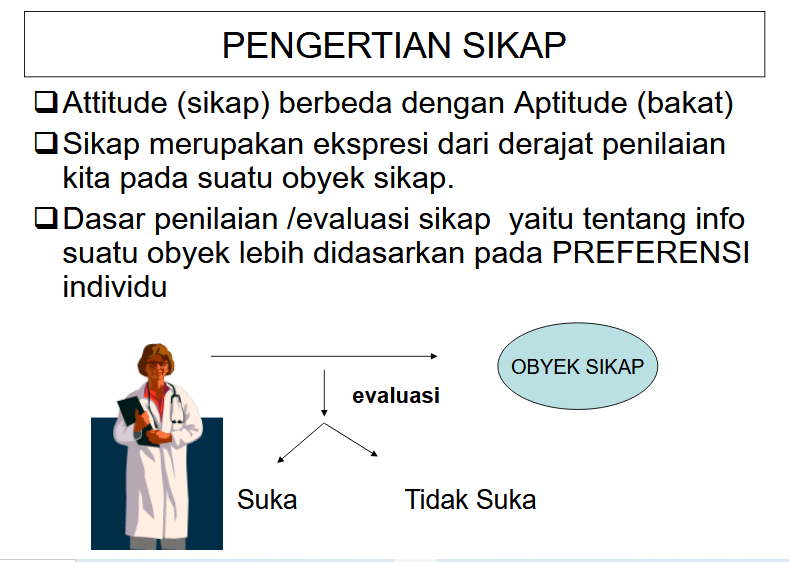 PENGERTIAN SIKAP
❑Attitude (sikap) berbeda dengan Aptitude (bakat)
❑Sikap merupakan ekspresi dari derajat penilaian
kita pada suatu obyek sikap.
❑Dasar penilaian /evaluasi sikap  yaitu tentang info
suatu obyek lebih didasarkan pada PREFERENSI
individu
OBYEK SIKAP
evaluasi
Suka
Tidak Suka